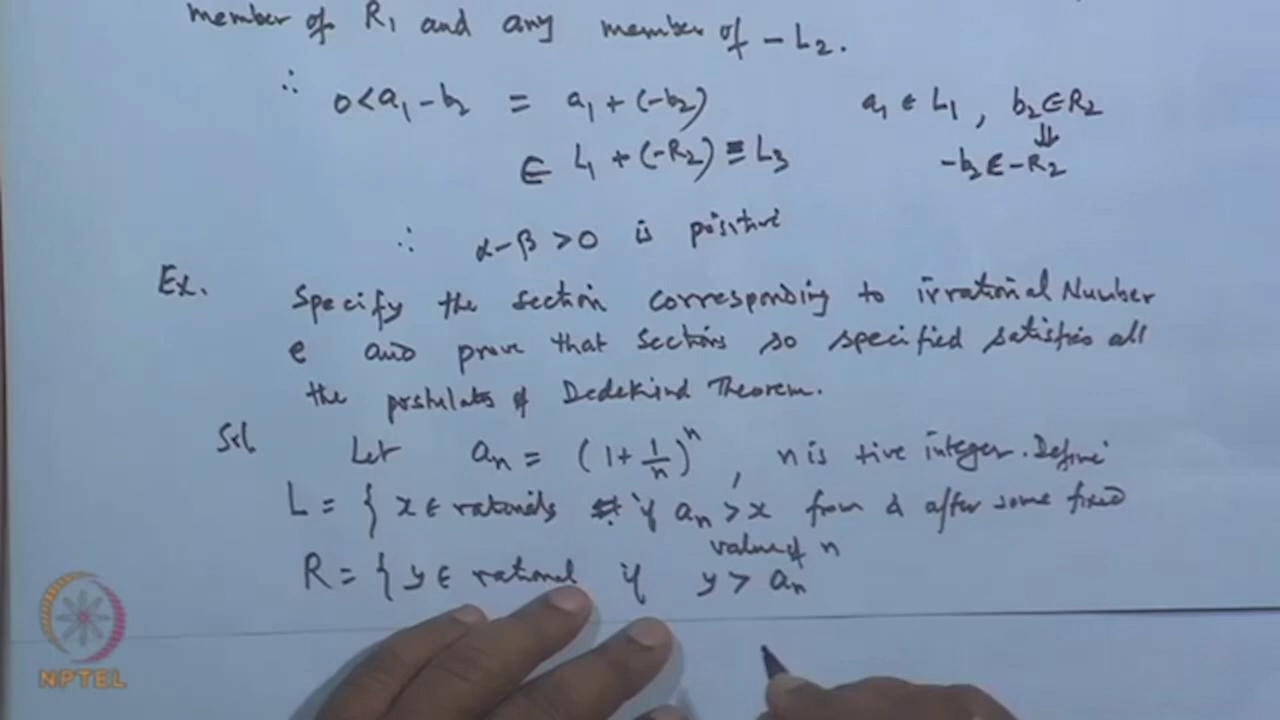 member of R₁ and any member of -L₂.
∴ 0<a₁-b₂ = a₁+(-b₂) a₁ ∈ L₁, b₂ ∈ R₂
⇓
∈ L₁+(-R₂) ≡ L₃ -b₂ ∈ -R₂
∴ α-β>0 is positive
Ex. Specify the section corresponding to irrational Number
e and prove that Sections so specified satisfies all
the postulates of Dedekind Theorem.
Sol. Let aₙ = (1+1/n)ⁿ, n is tive integer. Define
L = { x ∈ rationals if aₙ > x from & after some fixed
value of n
R = { y ∈ rational if y > aₙ
NPTEL